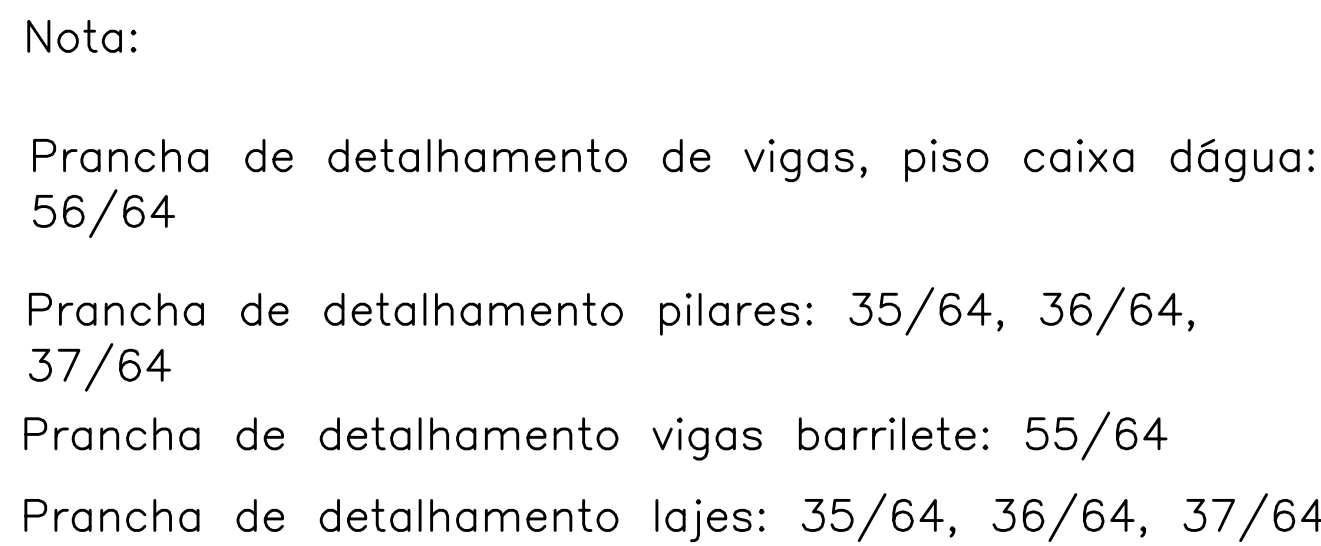 Nota:
Prancha de detalhamento de vigas, piso caixa dágua:
56/64
Prancha de detalhamento pilares: 35/64, 36/64,
37/64
Prancha de detalhamento vigas barrilete: 55/64
Prancha de detalhamento lajes: 35/64, 36/64, 37/64